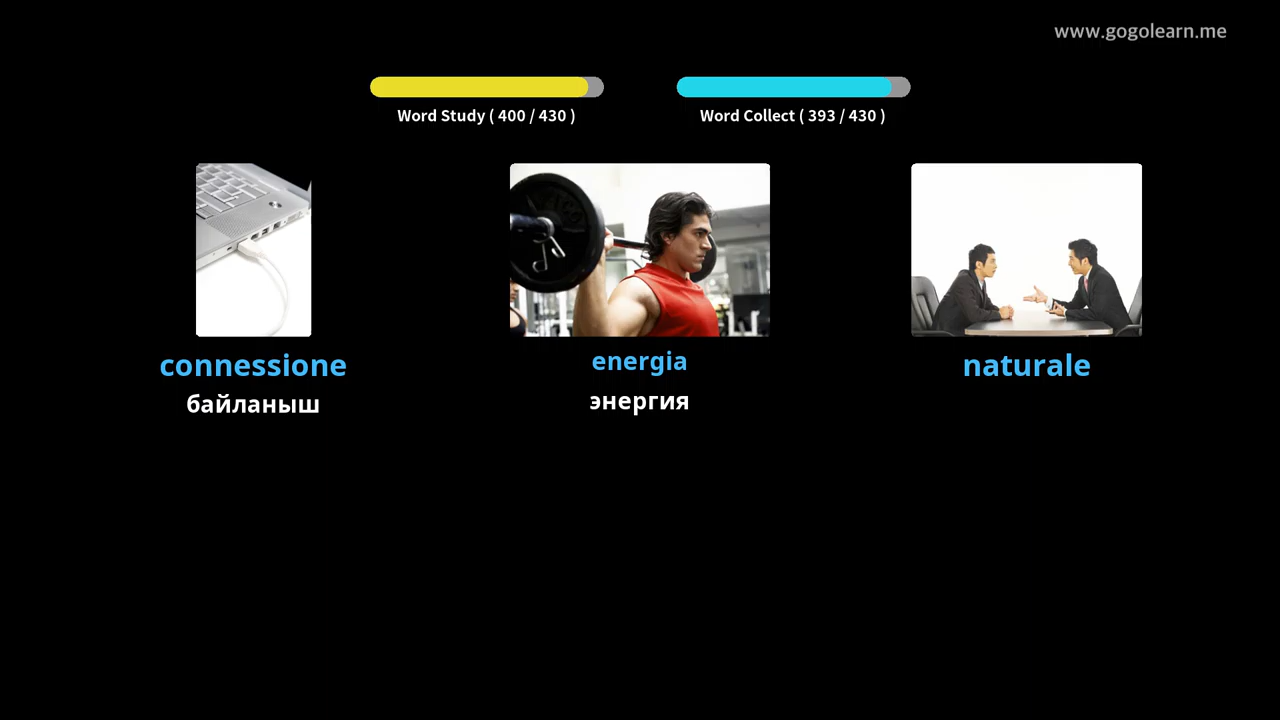 www.gogolearn.me
Word Study ( 400 / 430 )
Word Collect ( 393 / 430 )
connessione
байланыш
energia
энергия
naturale